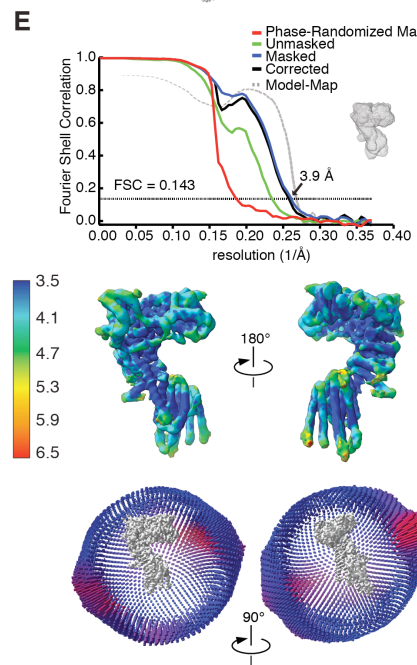 E
Phase-Randomized Ma
Unmasked
Masked
Corrected
Model-Map
Fourier Shell Correlation
1.0
0.8
0.6
0.4
0.2
0.0
FSC = 0.143
3.9 Å
0.00 0.05 0.10 0.15 0.20 0.25 0.30 0.35 0.40
resolution (1/Å)
3.5
4.1
4.7
5.3
5.9
6.5
180°
90°